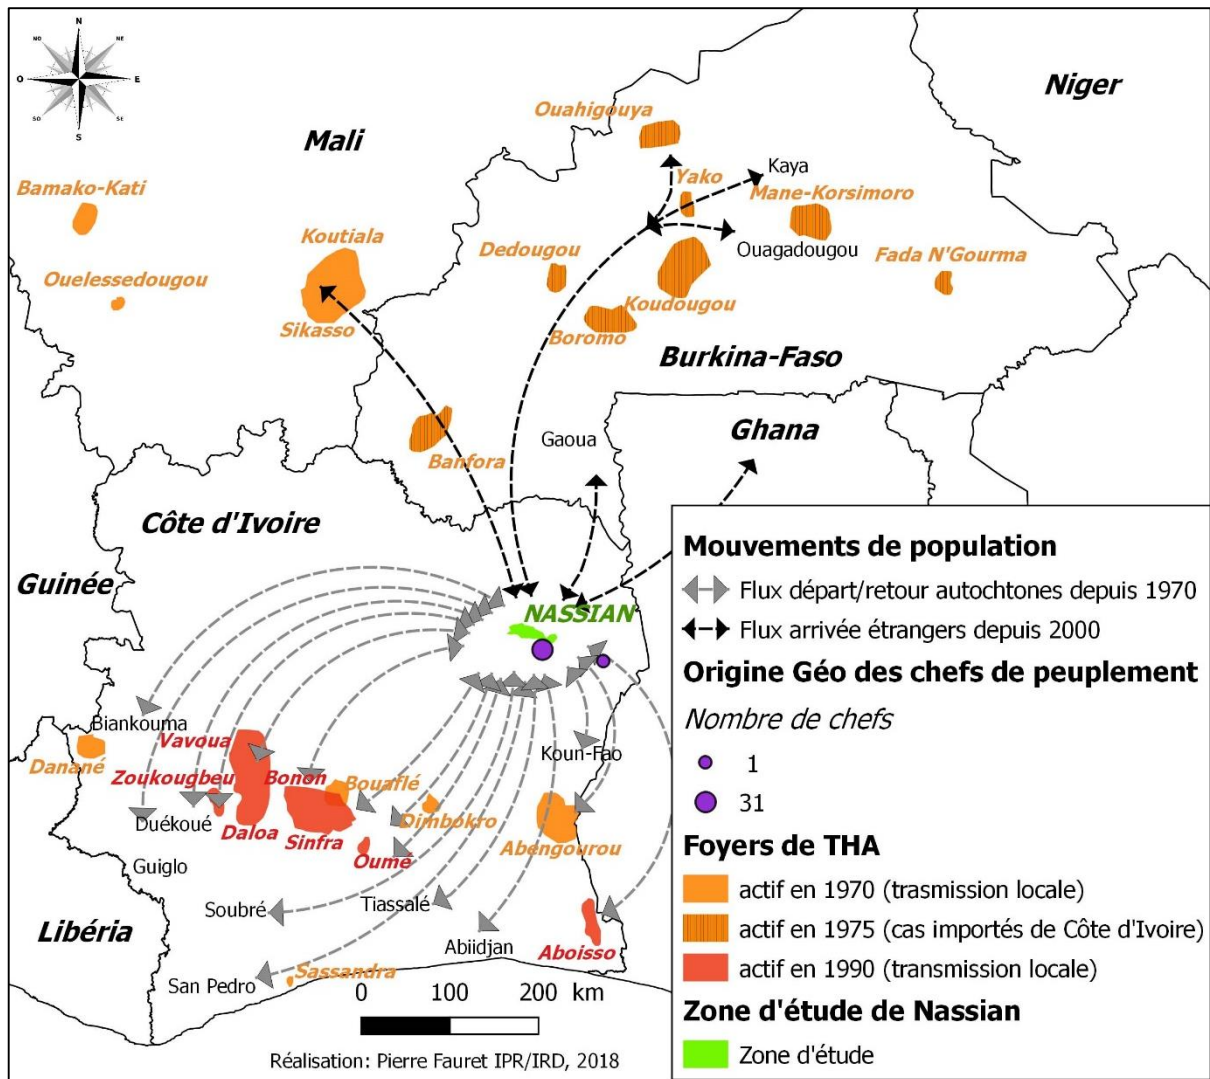 N
NO
NE
O
E
SO
SE
S
Niger
Ouahigouya
Mali
Kaya
Bamako-Kati
Yako
Mane-Korsimoro
Koutiala
Ouagadougou
Dedougou
Fada N'Gourma
Ouelessedougou
Koudougou
Sikasso
Boromo
Burkina-Faso
Gaoua
Ghana
Banfora
Côte d'Ivoire
Guinée
NASSIAN
Biankouma
Vavoua
Koun-Fao
Danané
Zoukougbeu
Bonon
Bouaflé
Duékoué
Daloa
Sinfra
Dimbokro
Oumé
Abengourou
Guiglo
Soubré
Tiassalé
Libéria
Abiidjan
Aboisso
San Pedro
Sassandra
0 100 200 km
Réalisation: Pierre Fauret IPR/IRD, 2018
Mouvements de population
Flux départ/retour autochtones depuis 1970
Flux arrivée étrangers depuis 2000
Origine Géo des chefs de peuplement
Nombre de chefs
1
31
Foyers de THA
actif en 1970 (trasmission locale)
actif en 1975 (cas importés de Côte d'Ivoire)
actif en 1990 (transmission locale)
Zone d'étude de Nassian
Zone d'étude